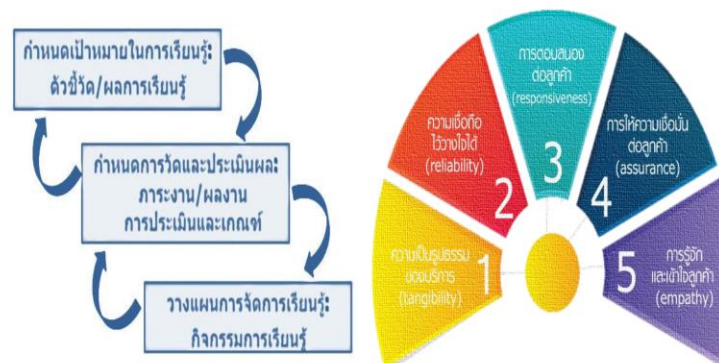 กำหนดเป้าหมายในการเรียนรู้:
ตัวชี้วัด/ผลการเรียนรู้
กำหนดการวัดและประเมินผล:
ภาระงาน/ผลงาน
การประเมินและเกณฑ์
วางแผนการจัดการเรียนรู้:
กิจกรรมการเรียนรู้
ความเป็นรูปธรรม
ของบริการ
(tangibility)
1
ความเชื่อถือ
ไว้วางใจได้
(reliability)
2
การตอบสนอง
ต่อลูกค้า
(responsiveness)
3
การให้ความเชื่อมั่น
ต่อลูกค้า
(assurance)
4
การรู้จัก
และเข้าใจลูกค้า
(empathy)
5